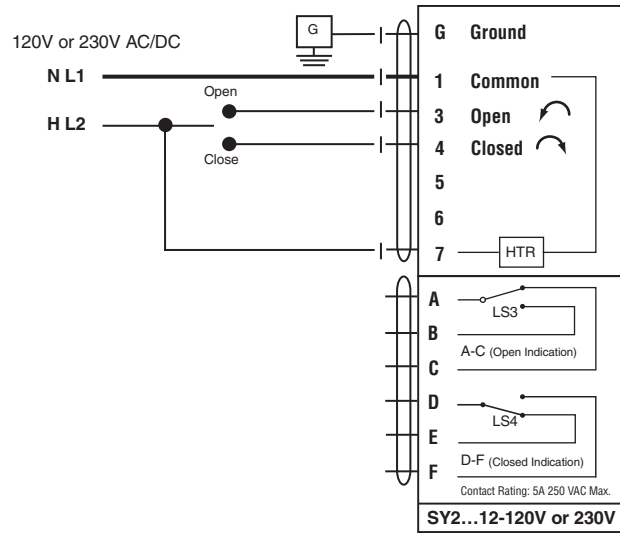 G
G Ground
120V or 230V AC/DC
N L1
1 Common
Open
3 Open
H L2
Close
4 Closed
5
6
7
HTR
A
LS3
B
A-C (Open Indication)
C
D
LS4
E
D-F (Closed Indication)
F
Contact Rating: 5A 250 VAC Max.
SY2...12-120V or 230V